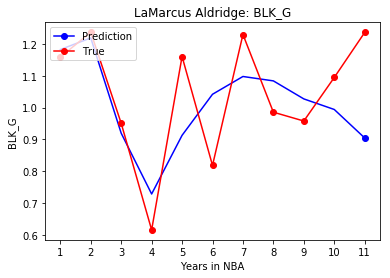 LaMarcus Aldridge: BLK_G
Prediction
True
1.2
1.1
1.0
0.9
0.8
0.7
0.6
BLK_G
1 2 3 4 5 6 7 8 9 10 11
Years in NBA